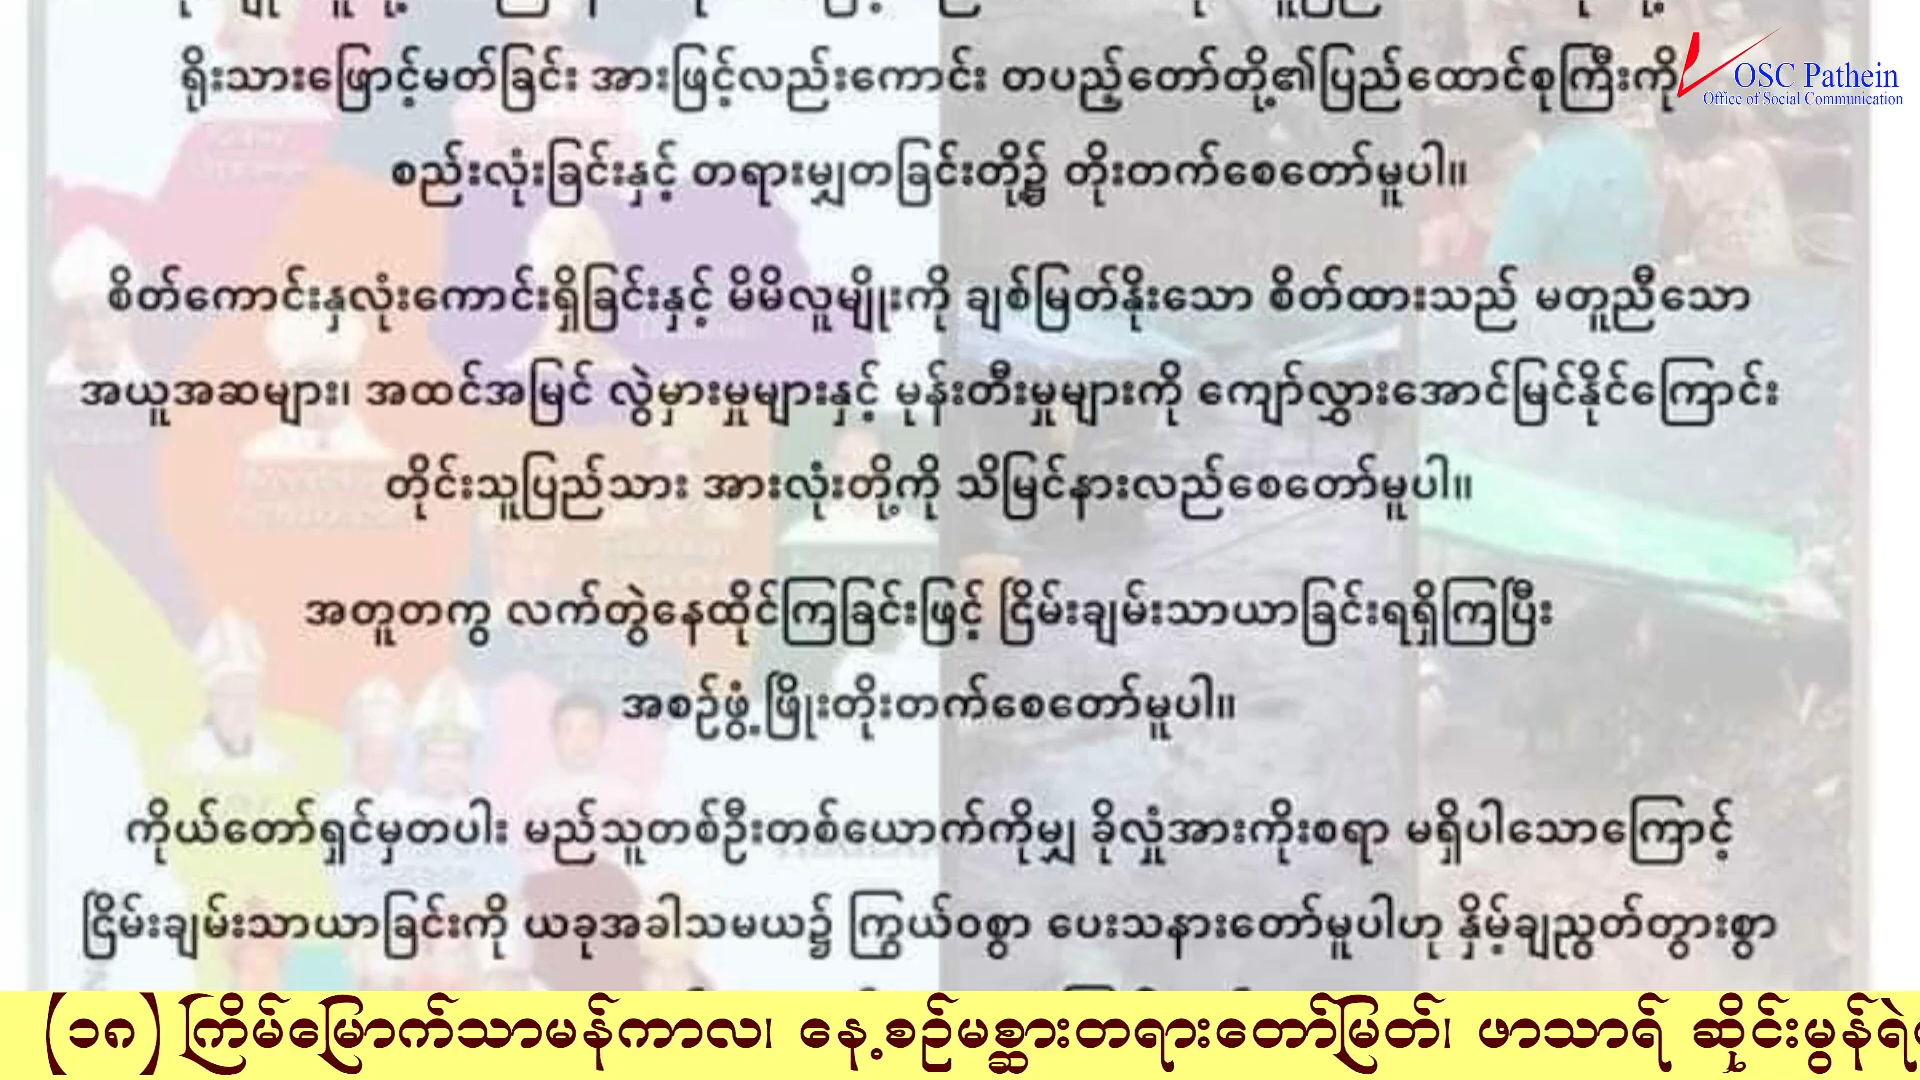 ရိုးသားဖြောင့်မတ်ခြင်း အားဖြင့်လည်းကောင်း တပည့်တော်တို့၏ပြည်ထောင်စုကြီးကို
OSC Pathein
Office of Social Communication
စည်းလုံးခြင်းနှင့် တရားမျှတခြင်းတို့၌ တိုးတက်စေတော်မူပါ။
စိတ်ကောင်းနှလုံးကောင်းရှိခြင်းနှင့် မိမိလူမျိုးကို ချစ်မြတ်နိုးသော စိတ်ထားသည် မတူညီသော
အယူအဆများ၊ အထင်အမြင် လွဲမှားမှုများနှင့် မုန်းတီးမှုများကို ကျော်လွှားအောင်မြင်နိုင်ကြောင်း
တိုင်းသူပြည်သား အားလုံးတို့ကို သိမြင်နားလည်စေတော်မူပါ။
အတူတကွ လက်တွဲနေထိုင်ကြခြင်းဖြင့် ငြိမ်းချမ်းသာယာခြင်းရရှိကြပြီး
အစဉ်ဖွံ့ဖြိုးတိုးတက်စေတော်မူပါ။
ကိုယ်တော်ရှင်မှတပါး မည်သူတစ်ဦးတစ်ယောက်ကိုမျှ ခိုလှုံအားကိုးစရာ မရှိပါသောကြောင့်
ငြိမ်းချမ်းသာယာခြင်းကို ယခုအခါသမယ၌ ကြွယ်ဝစွာ ပေးသနားတော်မူပါဟု နှိမ့်ချညွတ်တွားစွာ
(၁၈) ကြိမ်မြောက်သာမန်ကာလ၊ နေ့စဉ်မစ္ဆားတရားတော်မြတ်၊ ဖာသာရ် ဆိုင်းမွန်ရဲ